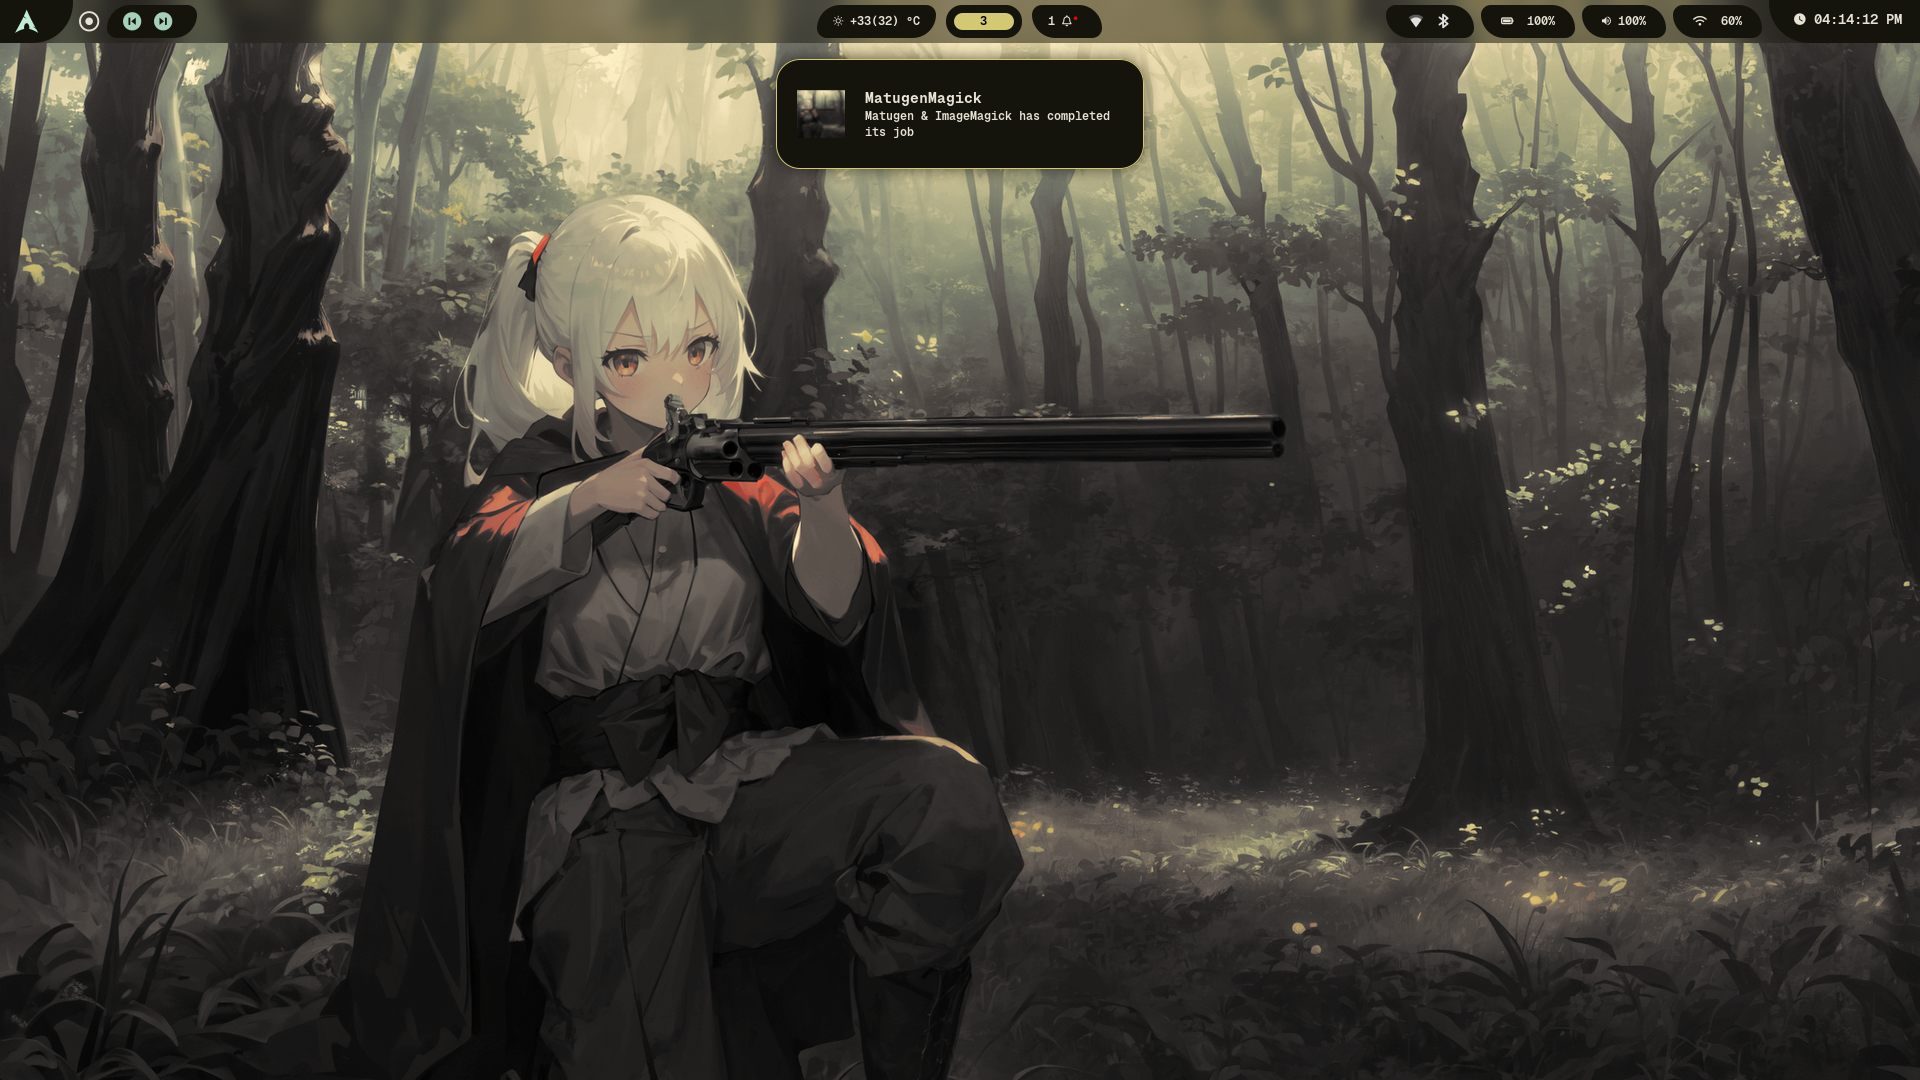 +33(32) °C
3
1
100%
100%
60%
04:14:12 PM
MatugenMagick
Matugen & ImageMagick has completed
its job